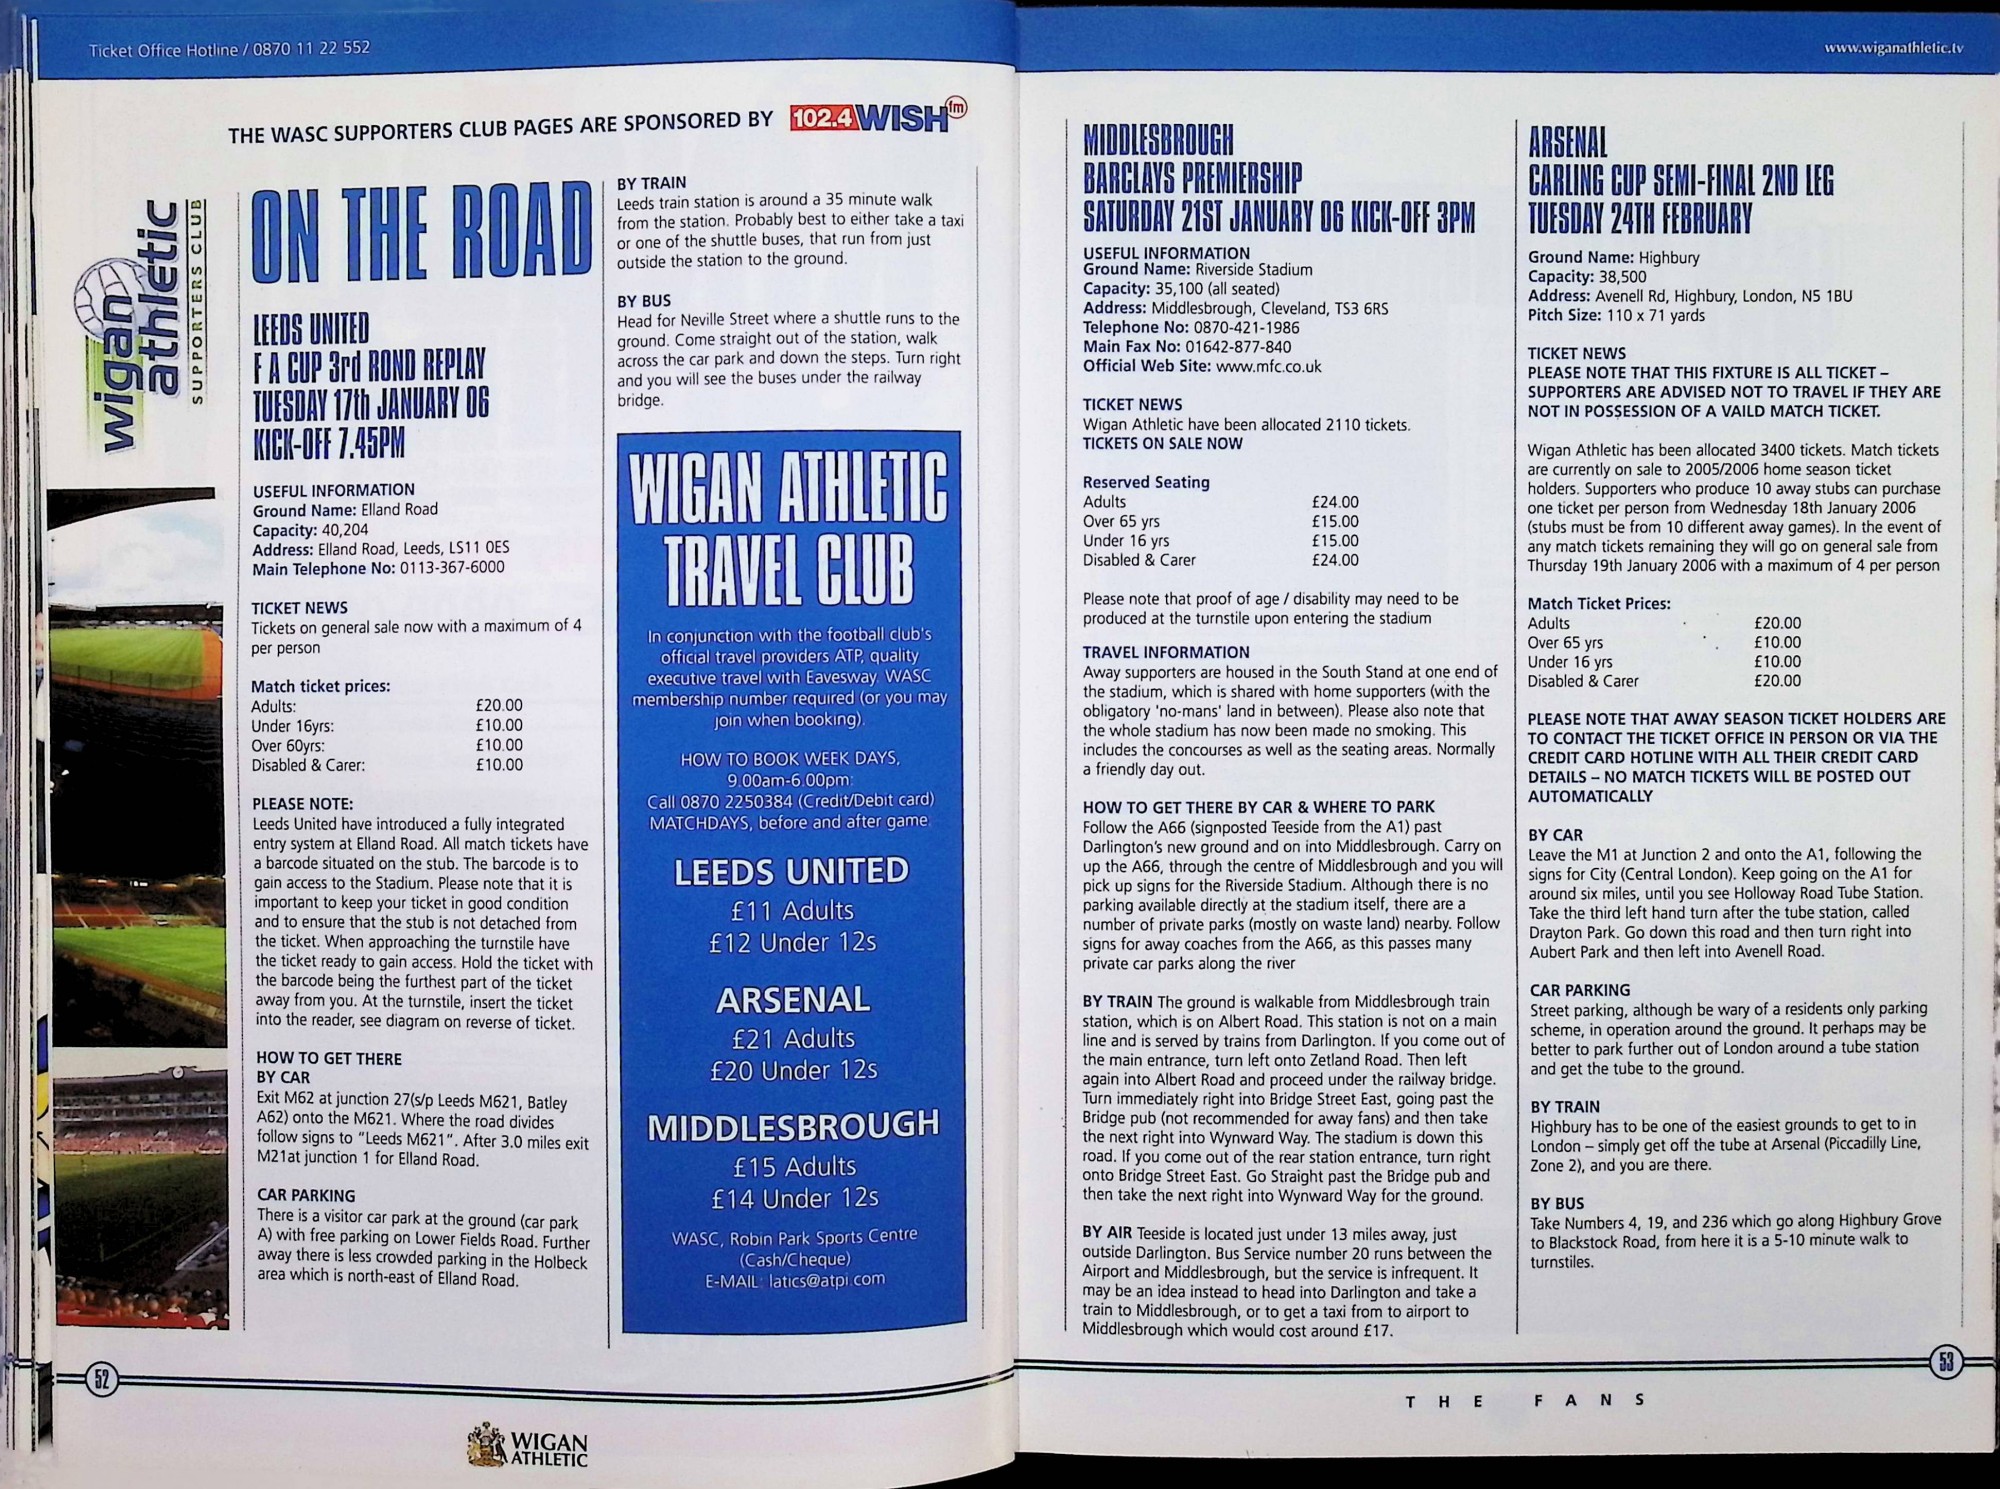 Ticket Office Hotline / 0870 11 22 552
THE WASC SUPPORTERS CLUB PAGES ARE SPONSORED BY 102.4 WISH fm
wigan
athletic
SUPPORTERS CLUB
ON THE ROAD
LEEDS UNITED
F A CUP 3rd ROND REPLAY
TUESDAY 17th JANUARY 06
KICK-OFF 7.45PM
USEFUL INFORMATION
Ground Name: Elland Road
Capacity: 40,204
Address: Elland Road, Leeds, LS11 0ES
Main Telephone No: 0113-367-6000
TICKET NEWS
Tickets on general sale now with a maximum of 4
per person
Match ticket prices:
Adults: £20.00
Under 16yrs: £10.00
Over 60yrs: £10.00
Disabled & Carer: £10.00
PLEASE NOTE:
Leeds United have introduced a fully integrated
entry system at Elland Road. All match tickets have
a barcode situated on the stub. The barcode is to
gain access to the Stadium. Please note that it is
important to keep your ticket in good condition
and to ensure that the stub is not detached from
the ticket. When approaching the turnstile have
the ticket ready to gain access. Hold the ticket with
the barcode being the furthest part of the ticket
away from you. At the turnstile, insert the ticket
into the reader, see diagram on reverse of ticket.
HOW TO GET THERE
BY CAR
Exit M62 at junction 27(s/p Leeds M621, Batley
A62) onto the M621. Where the road divides
follow signs to "Leeds M621". After 3.0 miles exit
M21at junction 1 for Elland Road.
CAR PARKING
There is a visitor car park at the ground (car park
A) with free parking on Lower Fields Road. Further
away there is less crowded parking in the Holbeck
area which is north-east of Elland Road.
BY TRAIN
Leeds train station is around a 35 minute walk
from the station. Probably best to either take a taxi
or one of the shuttle buses, that run from just
outside the station to the ground.
BY BUS
Head for Neville Street where a shuttle runs to the
ground. Come straight out of the station, walk
across the car park and down the steps. Turn right
and you will see the buses under the railway
bridge.
WIGAN ATHLETIC
TRAVEL CLUB
In conjunction with the football club's
official travel providers ATP, quality
executive travel with Eavesway. WASC
membership number required (or you may
join when booking).
HOW TO BOOK WEEK DAYS,
9.00am-6.00pm:
Call 0870 2250384 (Credit/Debit card)
MATCHDAYS, before and after game.
LEEDS UNITED
£11 Adults
£12 Under 12s
ARSENAL
£21 Adults
£20 Under 12s
MIDDLESBROUGH
£15 Adults
£14 Under 12s
WASC, Robin Park Sports Centre
(Cash/Cheque)
E-MAIL: latics@atpi.com
52
WIGAN
ATHLETIC
www.wiganathletic.tv
MIDDLESBROUGH
BARCLAYS PREMIERSHIP
SATURDAY 21ST JANUARY 06 KICK-OFF 3PM
USEFUL INFORMATION
Ground Name: Riverside Stadium
Capacity: 35,100 (all seated)
Address: Middlesbrough, Cleveland, TS3 6RS
Telephone No: 0870-421-1986
Main Fax No: 01642-877-840
Official Web Site: www.mfc.co.uk
TICKET NEWS
Wigan Athletic have been allocated 2110 tickets.
TICKETS ON SALE NOW
Reserved Seating
Adults £24.00
Over 65 yrs £15.00
Under 16 yrs £15.00
Disabled & Carer £24.00
Please note that proof of age / disability may need to be
produced at the turnstile upon entering the stadium
TRAVEL INFORMATION
Away supporters are housed in the South Stand at one end of
the stadium, which is shared with home supporters (with the
obligatory 'no-mans' land in between). Please also note that
the whole stadium has now been made no smoking. This
includes the concourses as well as the seating areas. Normally
a friendly day out.
HOW TO GET THERE BY CAR & WHERE TO PARK
Follow the A66 (signposted Teeside from the A1) past
Darlington's new ground and on into Middlesbrough. Carry on
up the A66, through the centre of Middlesbrough and you will
pick up signs for the Riverside Stadium. Although there is no
parking available directly at the stadium itself, there are a
number of private parks (mostly on waste land) nearby. Follow
signs for away coaches from the A66, as this passes many
private car parks along the river
BY TRAIN The ground is walkable from Middlesbrough train
station, which is on Albert Road. This station is not on a main
line and is served by trains from Darlington. If you come out of
the main entrance, turn left onto Zetland Road. Then left
again into Albert Road and proceed under the railway bridge.
Turn immediately right into Bridge Street East, going past the
Bridge pub (not recommended for away fans) and then take
the next right into Wynward Way. The stadium is down this
road. If you come out of the rear station entrance, turn right
onto Bridge Street East. Go Straight past the Bridge pub and
then take the next right into Wynward Way for the ground.
BY AIR Teeside is located just under 13 miles away, just
outside Darlington. Bus Service number 20 runs between the
Airport and Middlesbrough, but the service is infrequent. It
may be an idea instead to head into Darlington and take a
train to Middlesbrough, or to get a taxi from to airport to
Middlesbrough which would cost around £17.
ARSENAL
CARLING CUP SEMI-FINAL 2ND LEG
TUESDAY 24TH FEBRUARY
Ground Name: Highbury
Capacity: 38,500
Address: Avenell Rd, Highbury, London, N5 1BU
Pitch Size: 110 x 71 yards
TICKET NEWS
PLEASE NOTE THAT THIS FIXTURE IS ALL TICKET –
SUPPORTERS ARE ADVISED NOT TO TRAVEL IF THEY ARE
NOT IN POSSESSION OF A VAILD MATCH TICKET.
Wigan Athletic has been allocated 3400 tickets. Match tickets
are currently on sale to 2005/2006 home season ticket
holders. Supporters who produce 10 away stubs can purchase
one ticket per person from Wednesday 18th January 2006
(stubs must be from 10 different away games). In the event of
any match tickets remaining they will go on general sale from
Thursday 19th January 2006 with a maximum of 4 per person
Match Ticket Prices:
Adults £20.00
Over 65 yrs £10.00
Under 16 yrs £10.00
Disabled & Carer £20.00
PLEASE NOTE THAT AWAY SEASON TICKET HOLDERS ARE
TO CONTACT THE TICKET OFFICE IN PERSON OR VIA THE
CREDIT CARD HOTLINE WITH ALL THEIR CREDIT CARD
DETAILS – NO MATCH TICKETS WILL BE POSTED OUT
AUTOMATICALLY
BY CAR
Leave the M1 at Junction 2 and onto the A1, following the
signs for City (Central London). Keep going on the A1 for
around six miles, until you see Holloway Road Tube Station.
Take the third left hand turn after the tube station, called
Drayton Park. Go down this road and then turn right into
Aubert Park and then left into Avenell Road.
CAR PARKING
Street parking, although be wary of a residents only parking
scheme, in operation around the ground. It perhaps may be
better to park further out of London around a tube station
and get the tube to the ground.
BY TRAIN
Highbury has to be one of the easiest grounds to get to in
London – simply get off the tube at Arsenal (Piccadilly Line,
Zone 2), and you are there.
BY BUS
Take Numbers 4, 19, and 236 which go along Highbury Grove
to Blackstock Road, from here it is a 5-10 minute walk to
turnstiles.
53
THE FANS